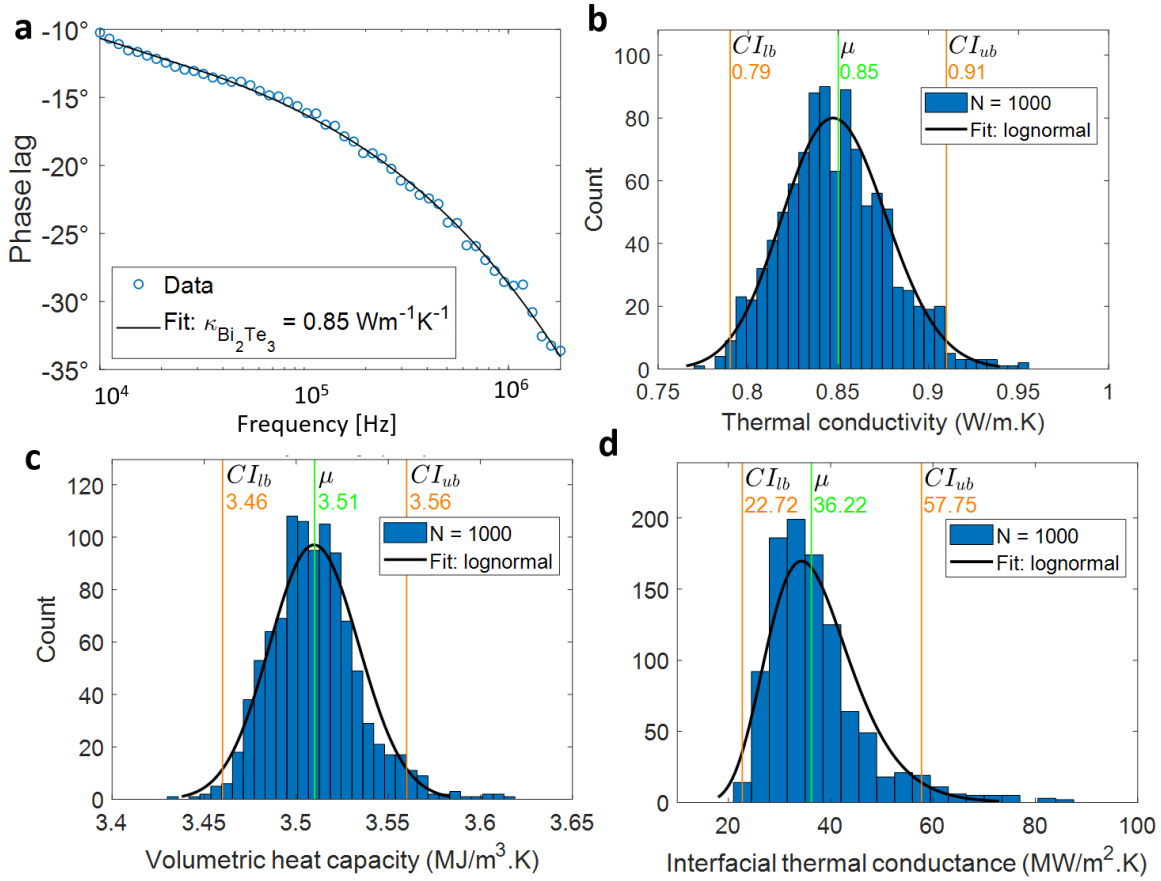 a
-10°
-15°
-20°
-25°
-30°
-35°
Phase lag
Data
Fit: κBi2Te3 = 0.85 Wm-1K-1
10^4
10^5
10^6
Frequency [Hz]
b
CIlb
μ
CIub
0.79
0.85
0.91
100
80
60
40
20
0
Count
N = 1000
Fit: lognormal
0.75
0.8
0.85
0.9
0.95
1
Thermal conductivity (W/m.K)
c
CIlb
μ
CIub
3.46
3.51
3.56
120
100
80
60
40
20
0
Count
N = 1000
Fit: lognormal
3.4
3.45
3.5
3.55
3.6
3.65
Volumetric heat capacity (MJ/m^3.K)
d
CIlb
μ
CIub
22.72
36.22
57.75
200
150
100
50
0
N = 1000
Fit: lognormal
20
40
60
80
100
Interfacial thermal conductance (MW/m^2.K)